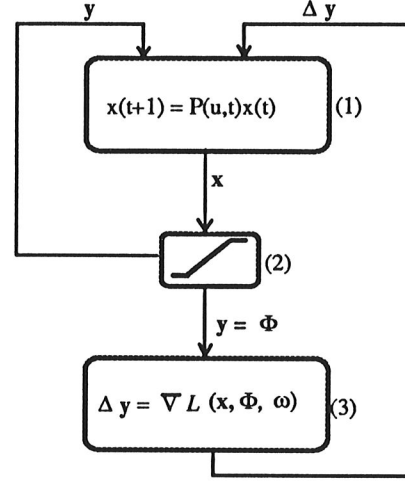 y
Δ y
x(t+1) = P(u,t)x(t)
(1)
x
(2)
y = Φ
Δ y = ∇ L (x, Φ, ω)
(3)